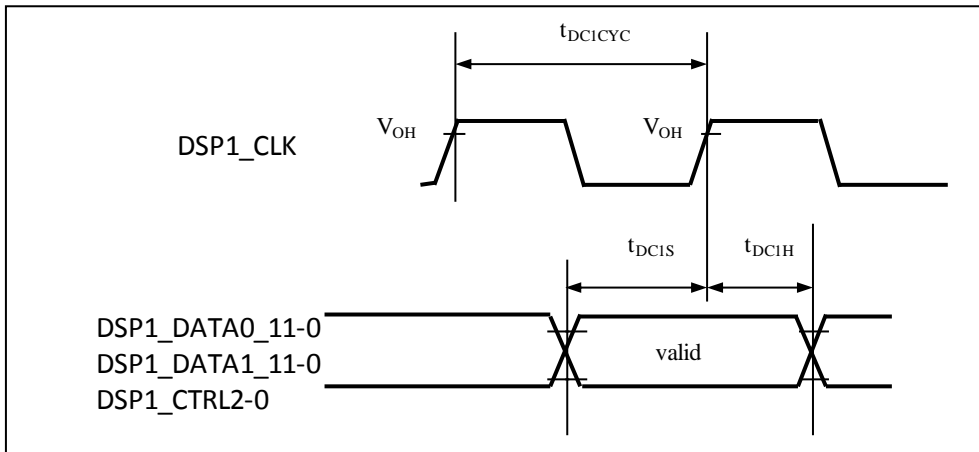 tDC1CYC
VOH VOH
DSP1_CLK
tDC1S tDC1H
DSP1_DATA0_11-0
DSP1_DATA1_11-0
valid
DSP1_CTRL2-0